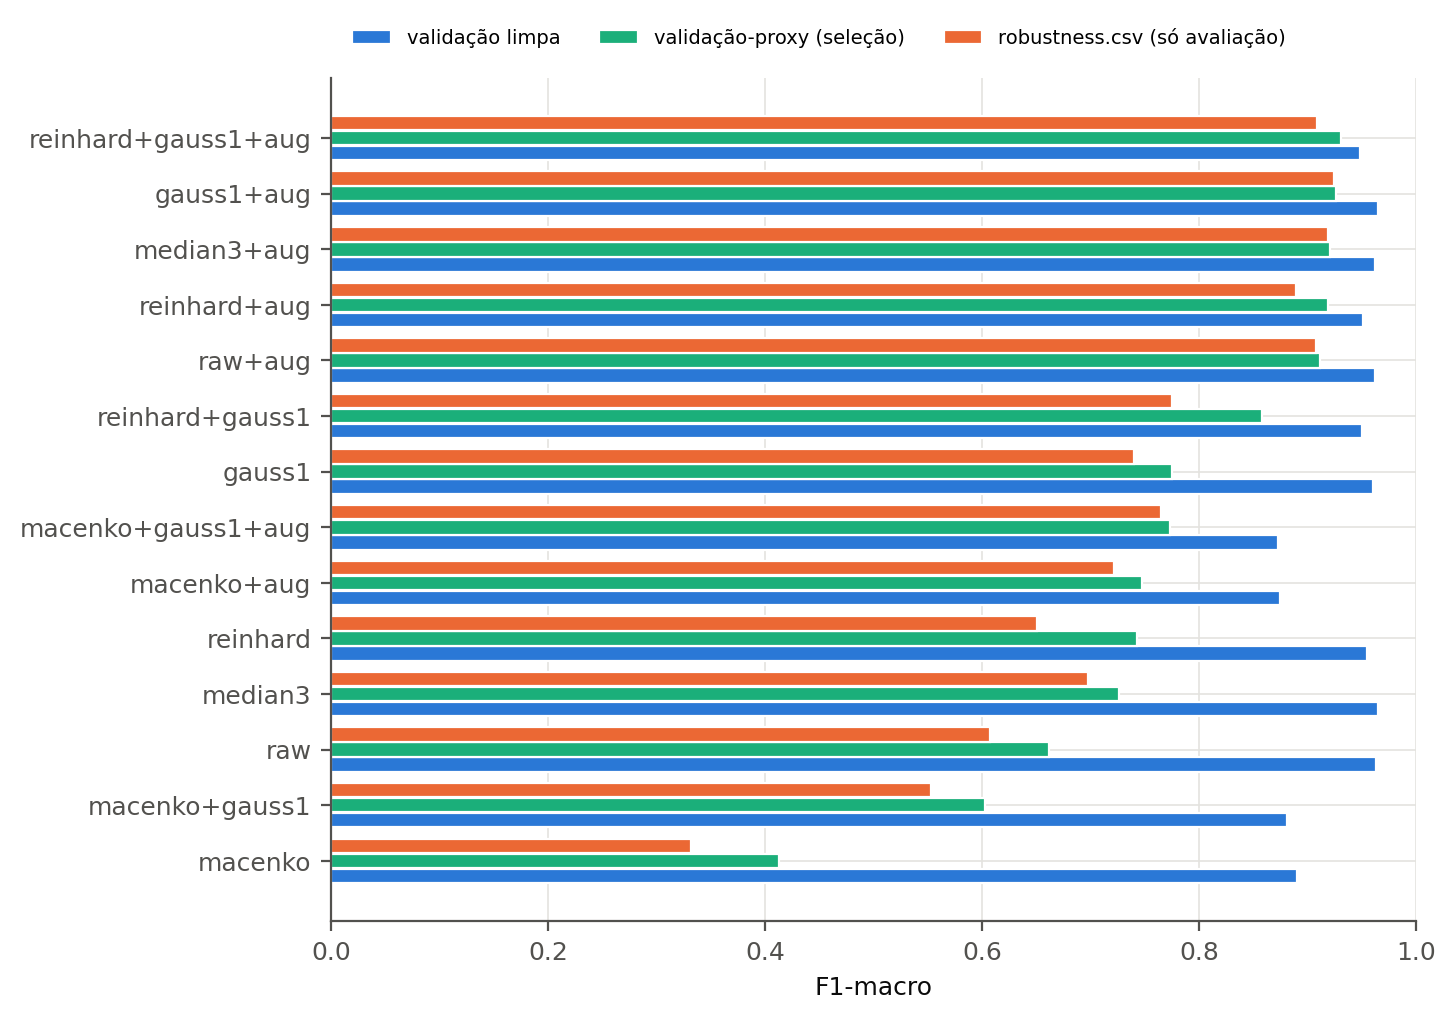 validação limpa
validação-proxy (seleção)
robustness.csv (só avaliação)
reinhard+gauss1+aug
gauss1+aug
median3+aug
reinhard+aug
raw+aug
reinhard+gauss1
gauss1
macenko+gauss1+aug
macenko+aug
reinhard
median3
raw
macenko+gauss1
macenko
0.0 0.2 0.4 0.6 0.8 1.0
F1-macro